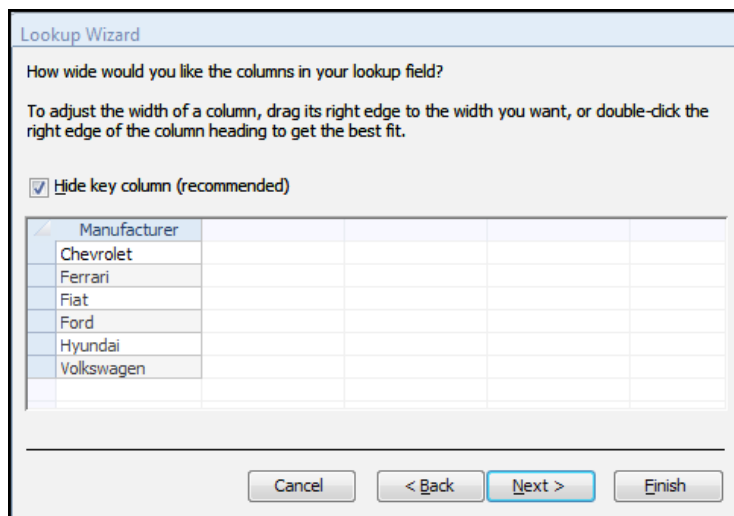 Lookup Wizard
How wide would you like the columns in your lookup field?
To adjust the width of a column, drag its right edge to the width you want, or double-click the
right edge of the column heading to get the best fit.
Hide key column (recommended)
Manufacturer
Chevrolet
Ferrari
Fiat
Ford
Hyundai
Volkswagen
Cancel
< Back
Next >
Finish